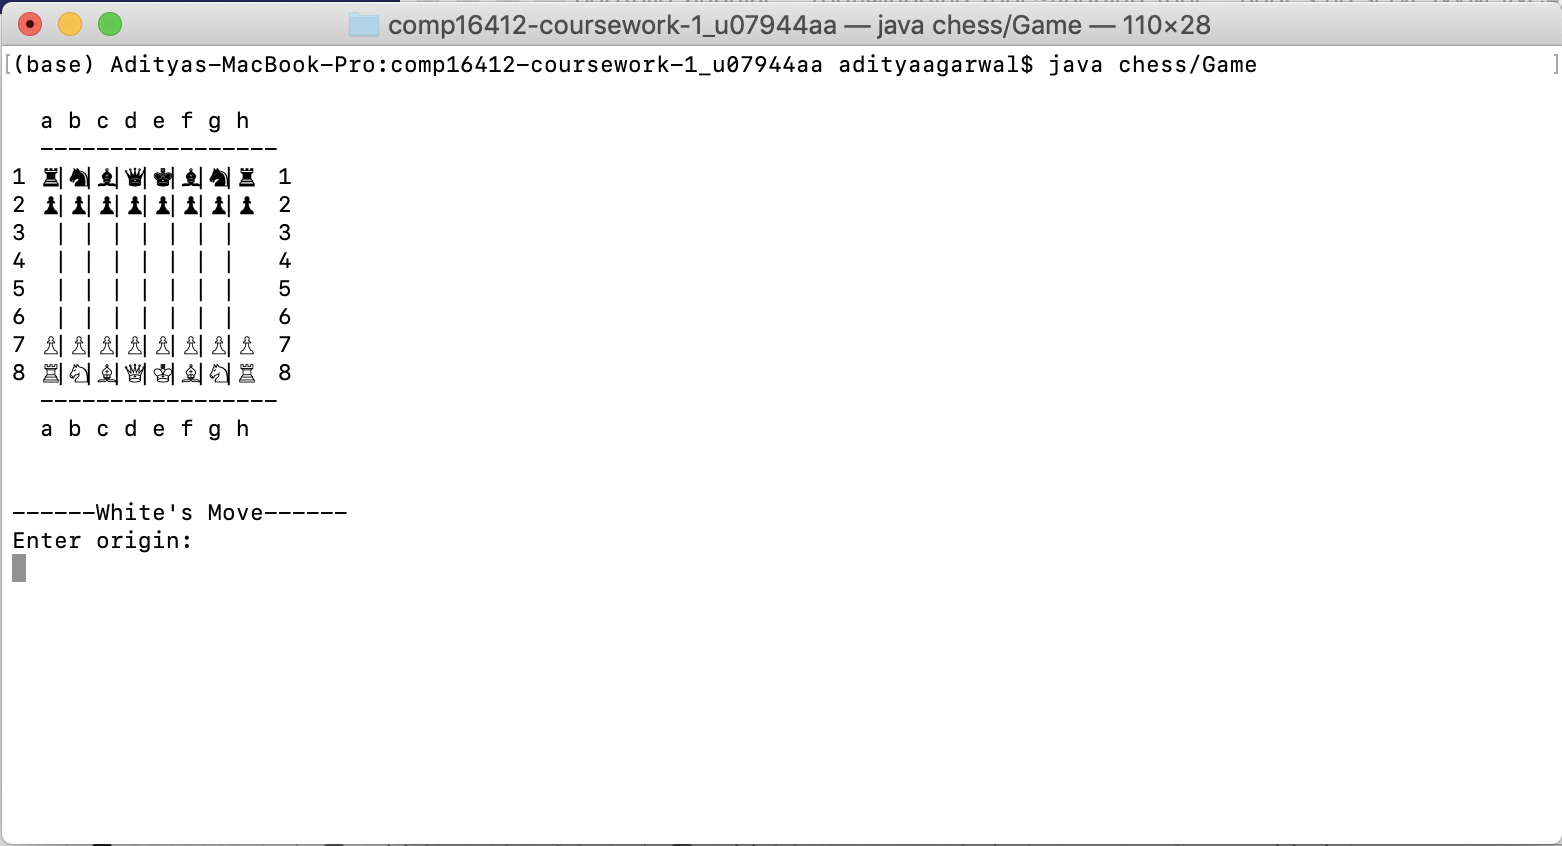 comp16412-coursework-1_u07944aa — java chess/Game — 110×28
[(base) Adityas-MacBook-Pro:comp16412-coursework-1_u07944aa adityaagarwal$ java chess/Game ]
a b c d e f g h
-----------------
1 ♜|♞|♝|♛|♚|♝|♞|♜ 1
2 ♟|♟|♟|♟|♟|♟|♟|♟ 2
3  | | | | | | |  3
4  | | | | | | |  4
5  | | | | | | |  5
6  | | | | | | |  6
7 ♙|♙|♙|♙|♙|♙|♙|♙ 7
8 ♖|♘|♗|♕|♔|♗|♘|♖ 8
-----------------
a b c d e f g h
------White's Move------
Enter origin: